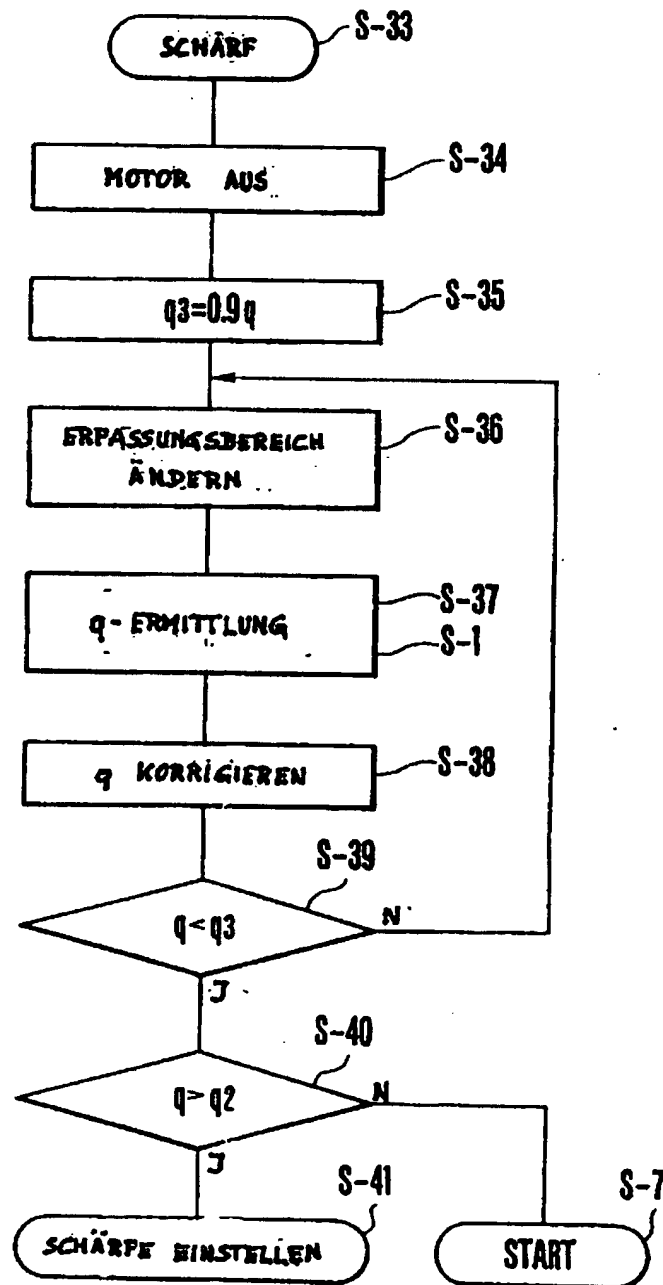 SCHÄRF
S-33
MOTOR AUS
S-34
q3=0.9q
S-35
ERFASSUNGSBEREICH
ÄNDERN
S-36
q-ERMITTLUNG
S-37
S-1
q KORRIGIEREN
S-38
S-39
q<q3
N
J
S-40
q>q2
N
J
S-41
SCHÄRFE EINSTELLEN
S-7
START